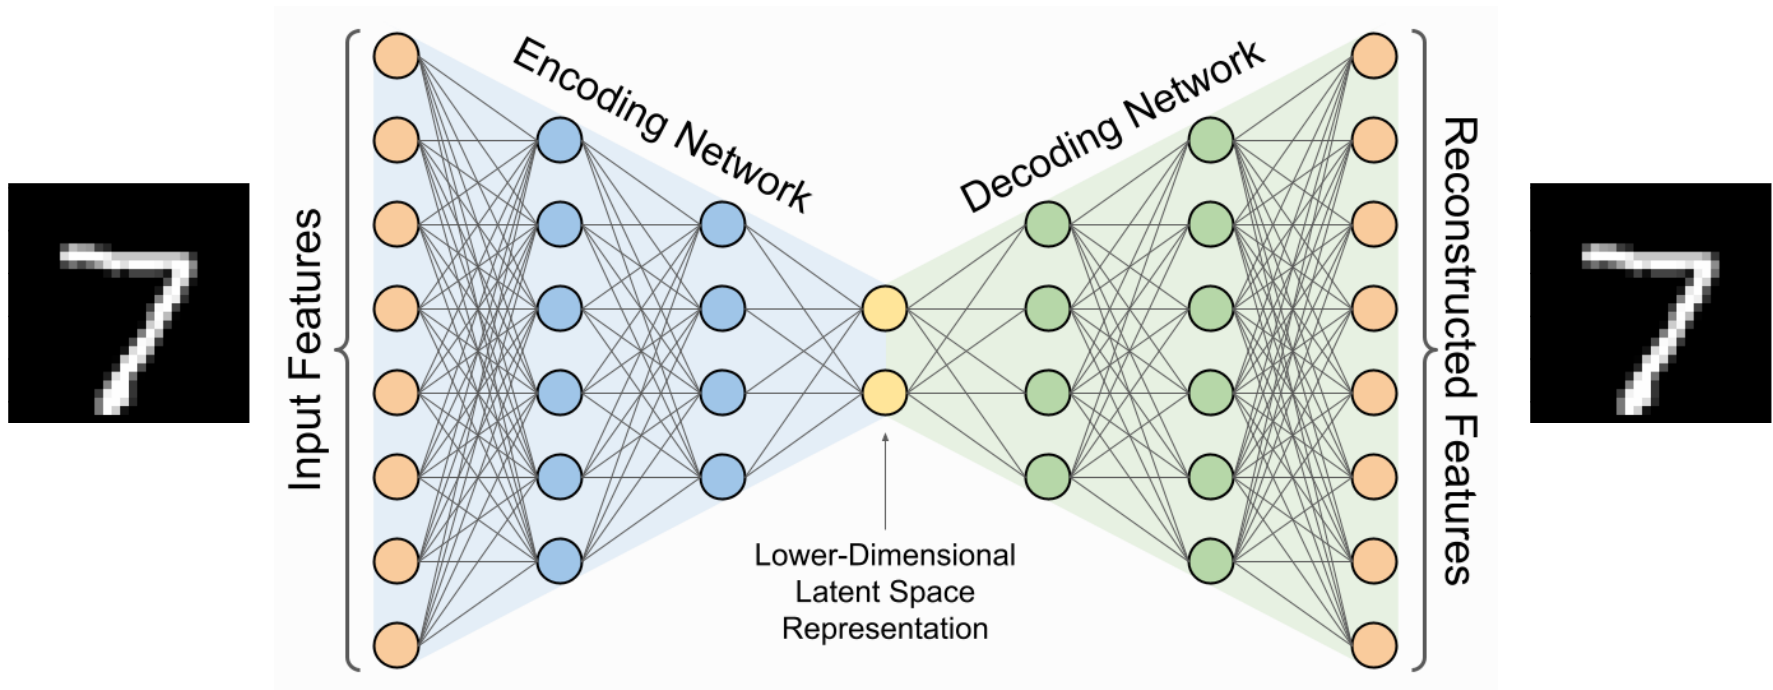 Input Features
Encoding Network
Lower-Dimensional
Latent Space
Representation
Decoding Network
Reconstructed Features